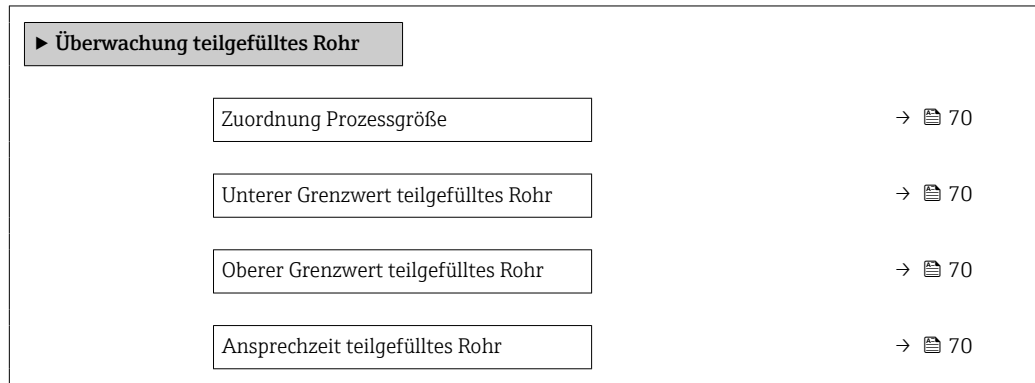 ► Überwachung teilgefülltes Rohr
Zuordnung Prozessgröße → 70
Unterer Grenzwert teilgefülltes Rohr → 70
Oberer Grenzwert teilgefülltes Rohr → 70
Ansprechzeit teilgefülltes Rohr → 70